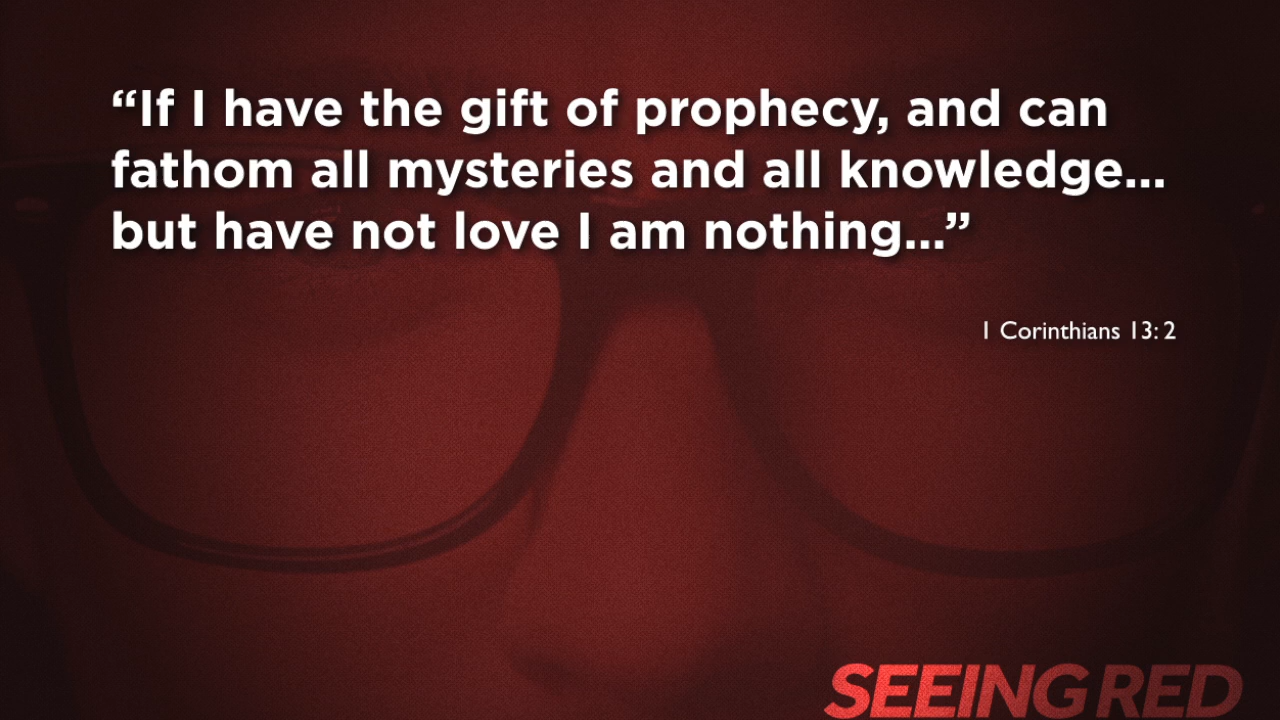 “If I have the gift of prophecy, and can
fathom all mysteries and all knowledge...
but have not love I am nothing...”
1 Corinthians 13: 2
SEEING RED